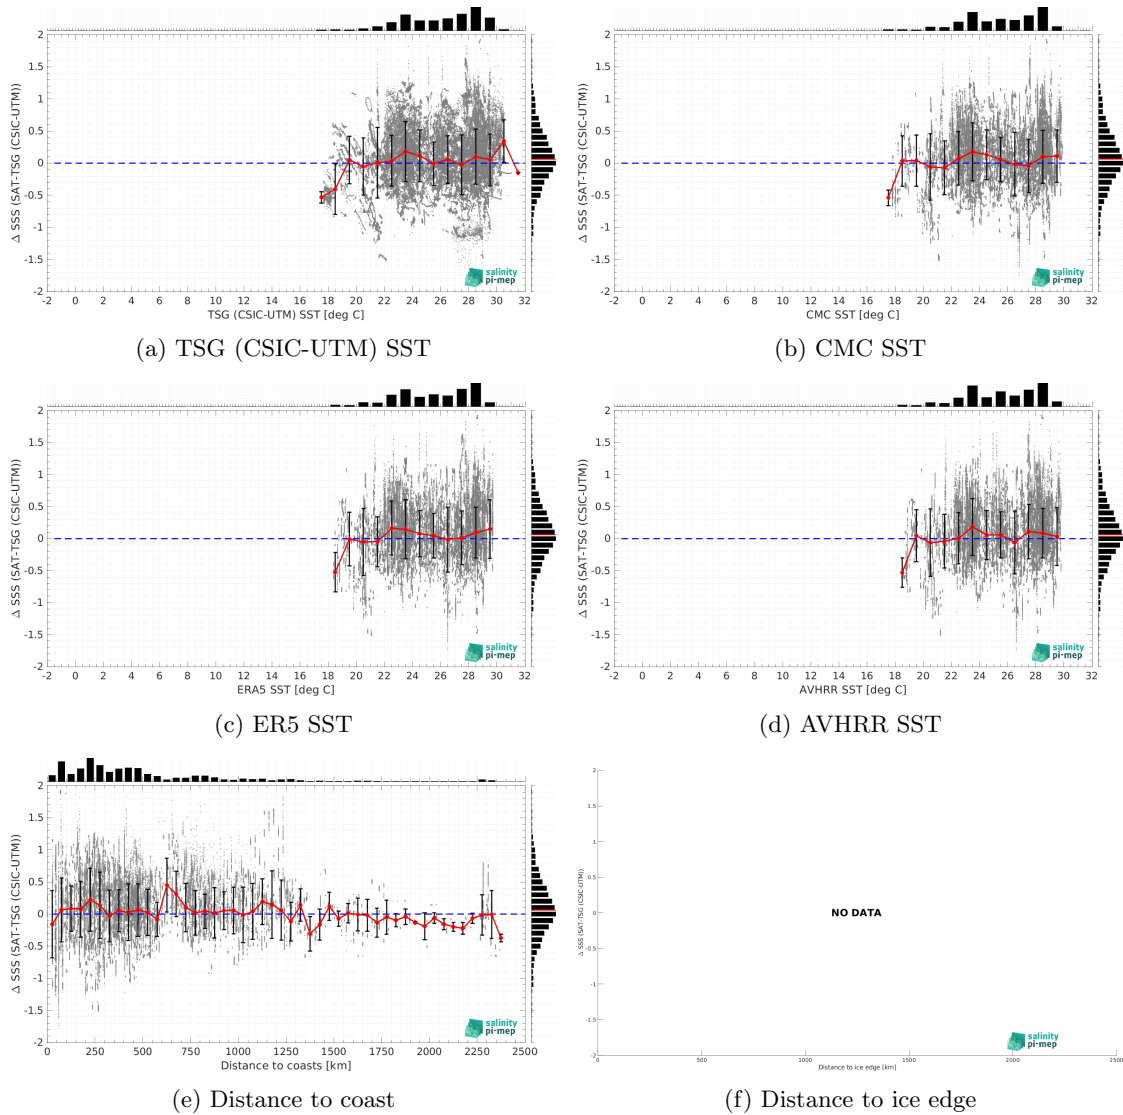 2
1.5
1
0.5
0
-0.5
-1
-1.5
-2
Δ SSS (SAT-TSG (CSIC-UTM))
-2 0 2 4 6 8 10 12 14 16 18 20 22 24 26 28 30 32
TSG (CSIC-UTM) SST [deg C]
salinity
pi-mep
(a) TSG (CSIC-UTM) SST
2
1.5
1
0.5
0
-0.5
-1
-1.5
-2
Δ SSS (SAT-TSG (CSIC-UTM))
-2 0 2 4 6 8 10 12 14 16 18 20 22 24 26 28 30 32
CMC SST [deg C]
salinity
pi-mep
(b) CMC SST
2
1.5
1
0.5
0
-0.5
-1
-1.5
-2
Δ SSS (SAT-TSG (CSIC-UTM))
-2 0 2 4 6 8 10 12 14 16 18 20 22 24 26 28 30 32
ERA5 SST [deg C]
salinity
pi-mep
(c) ER5 SST
2
1.5
1
0.5
0
-0.5
-1
-1.5
-2
Δ SSS (SAT-TSG (CSIC-UTM))
-2 0 2 4 6 8 10 12 14 16 18 20 22 24 26 28 30 32
AVHRR SST [deg C]
salinity
pi-mep
(d) AVHRR SST
2
1.5
1
0.5
0
-0.5
-1
-1.5
-2
Δ SSS (SAT-TSG (CSIC-UTM))
0 250 500 750 1000 1250 1500 1750 2000 2250 2500
Distance to coasts [km]
salinity
pi-mep
(e) Distance to coast
2
1.5
1
0.5
0
-0.5
-1
-1.5
-2
Δ SSS (SAT-TSG (CSIC-UTM))
NO DATA
0 500 1000 1500 2000 2500
Distance to ice edge [km]
salinity
pi-mep
(f) Distance to ice edge